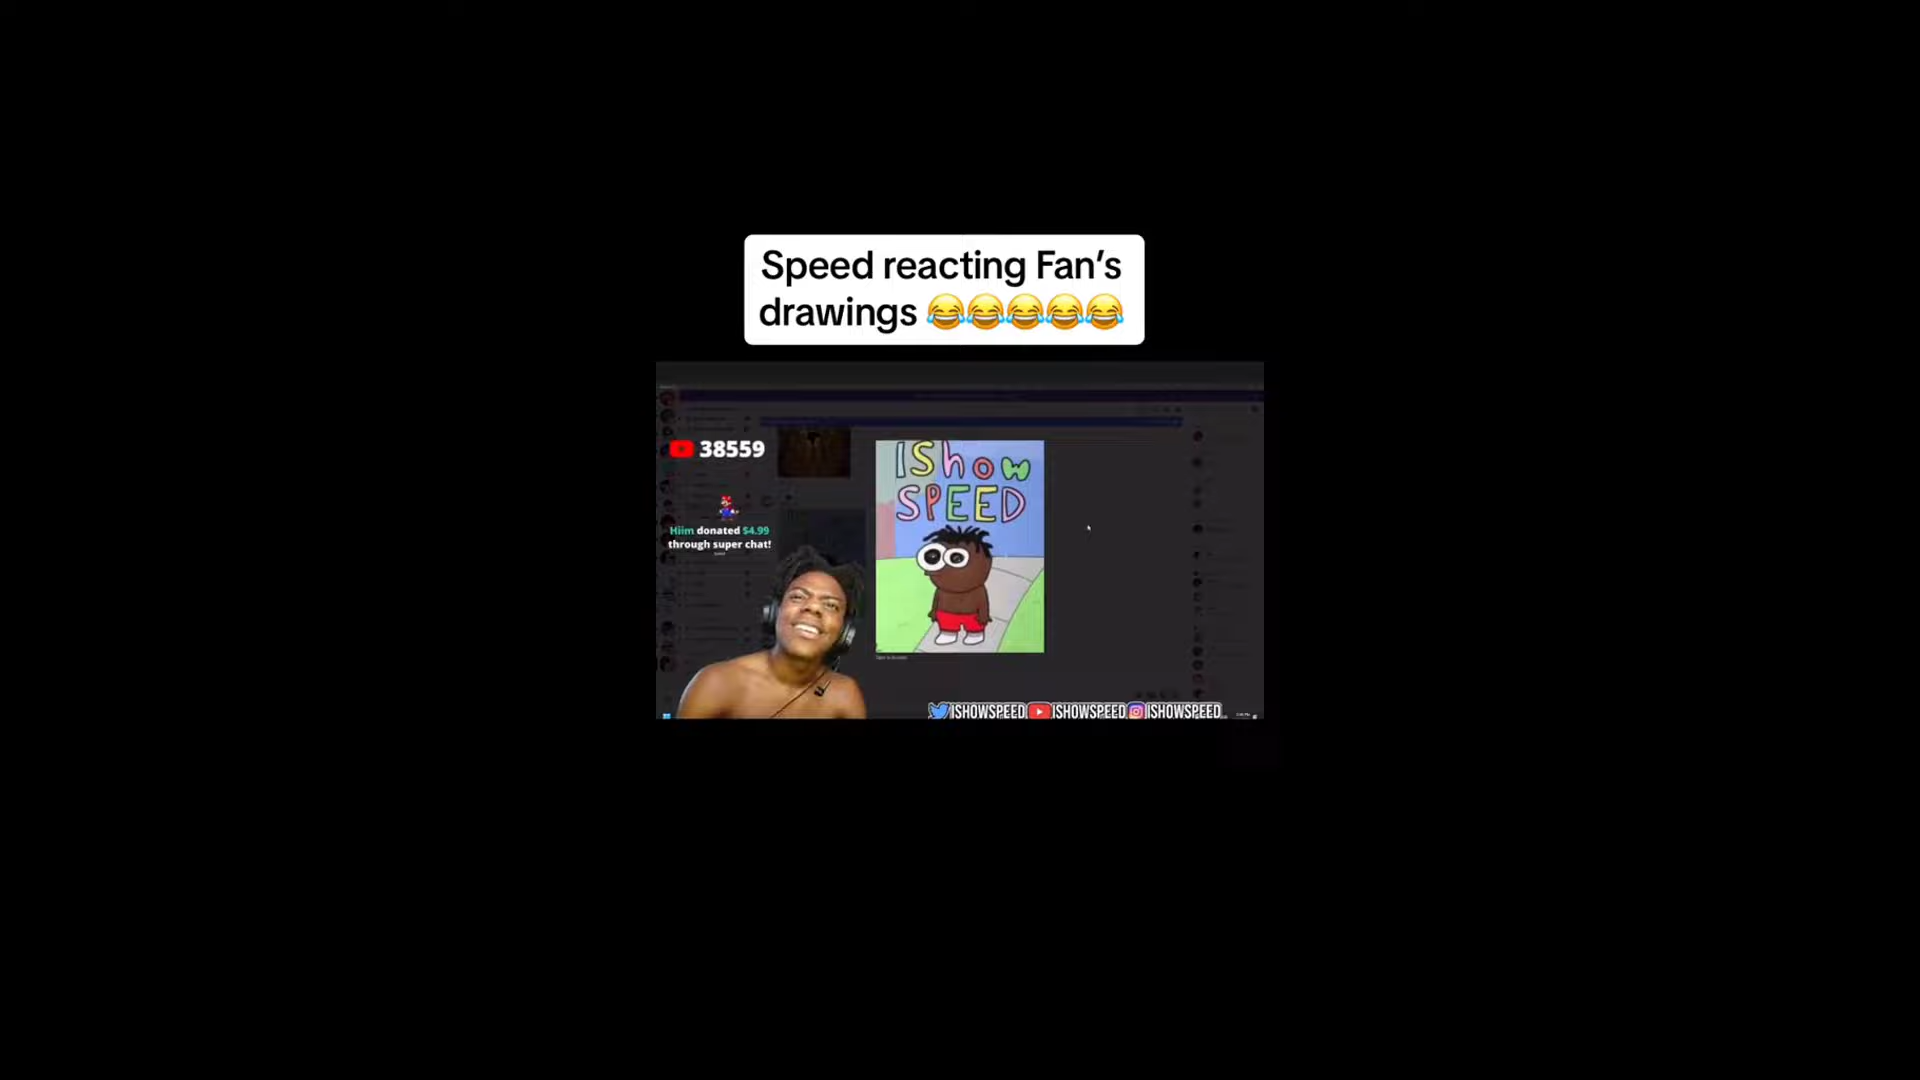 Speed reacting Fan’s
drawings 😂😂😂😂😂
38559
Hiim donated $4.99
through super chat!
IShow
SPEED
ISHOWSPEED ISHOWSPEED ISHOWSPEED